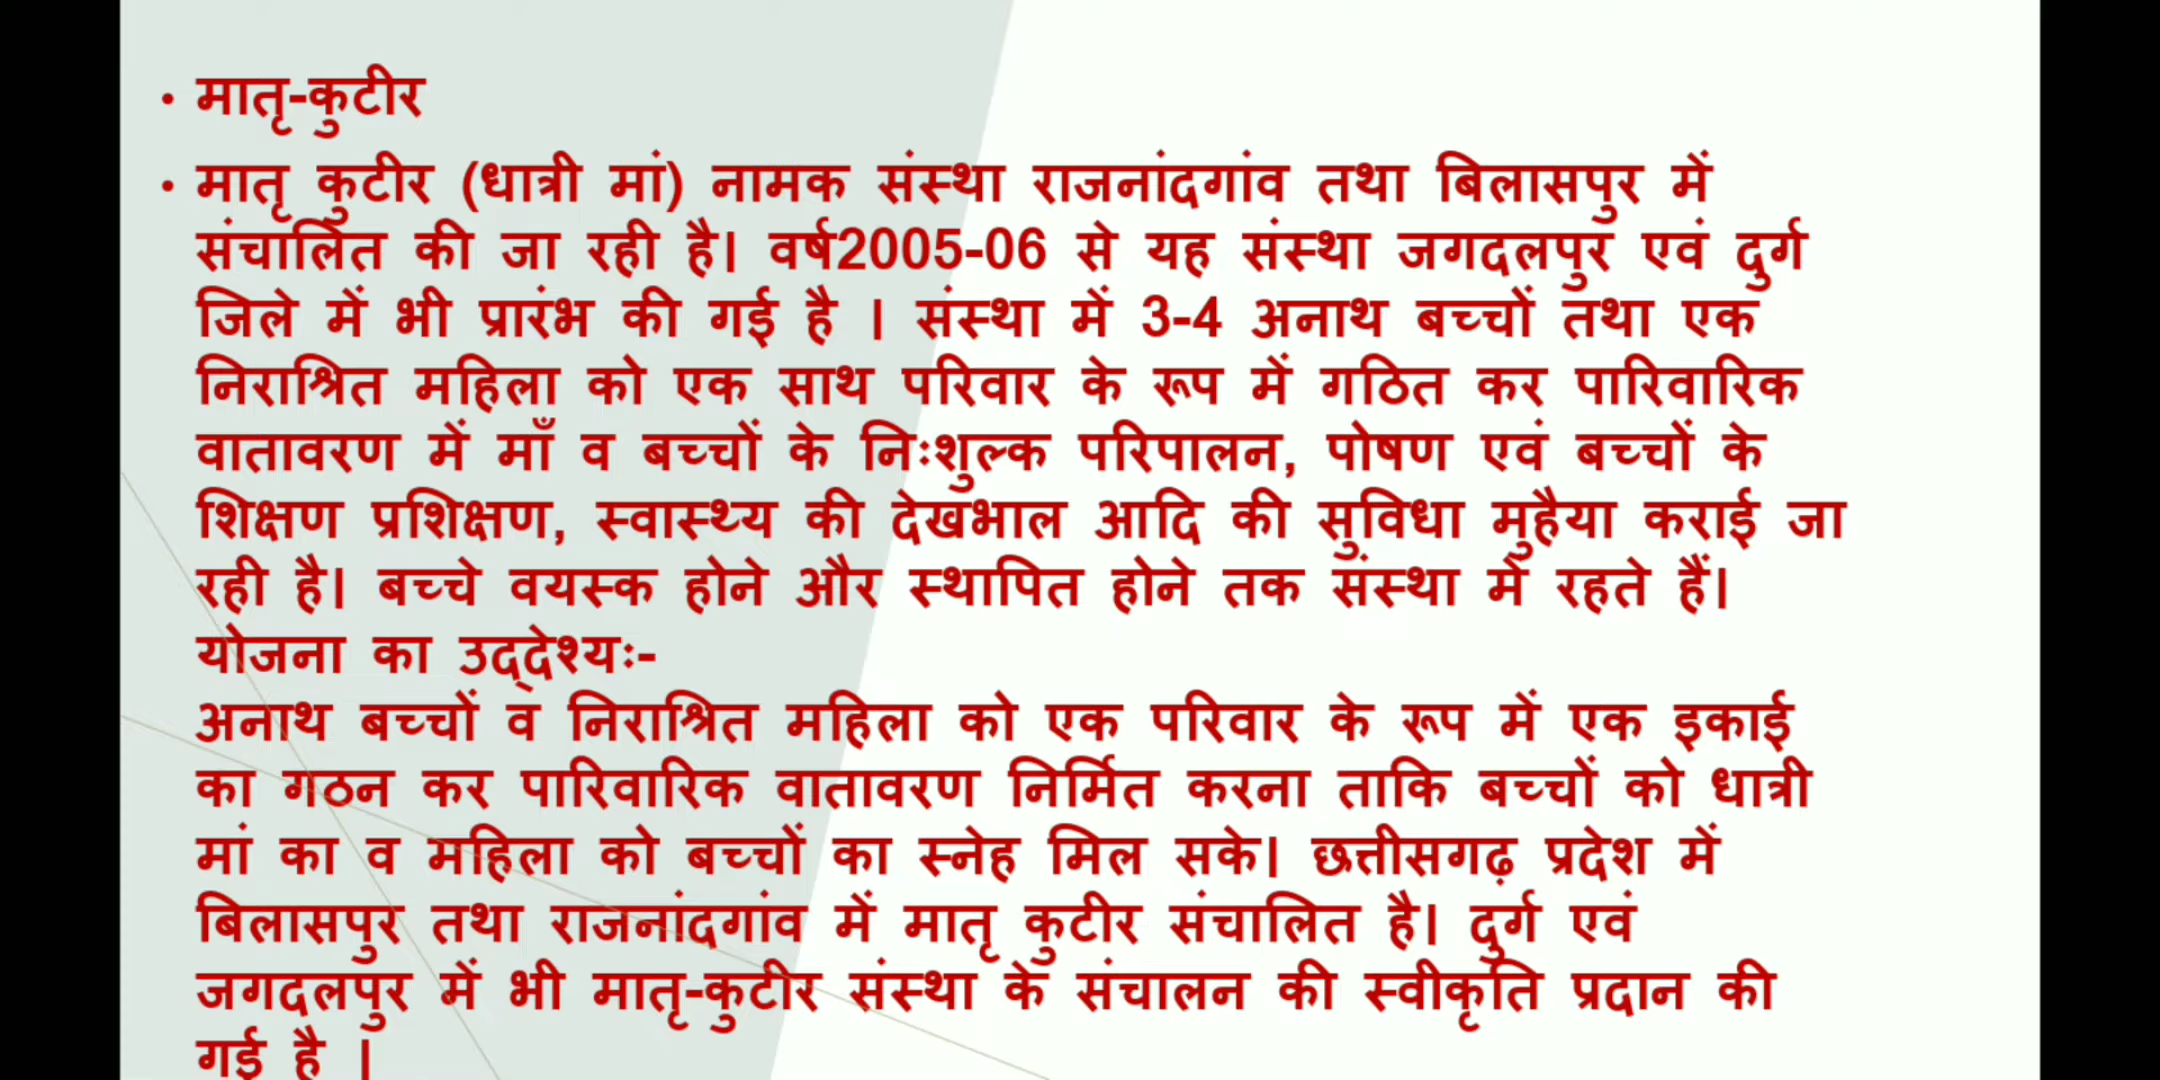 • मातृ-कुटीर
• मातृ कुटीर (धात्री मां) नामक संस्था राजनांदगांव तथा बिलासपुर में
संचालित की जा रही है। वर्ष2005-06 से यह संस्था जगदलपुर एवं दुर्ग
जिले में भी प्रारंभ की गई है । संस्था में 3-4 अनाथ बच्चों तथा एक
निराश्रित महिला को एक साथ परिवार के रूप में गठित कर पारिवारिक
वातावरण में माँ व बच्चों के निःशुल्क परिपालन, पोषण एवं बच्चों के
शिक्षण प्रशिक्षण, स्वास्थ्य की देखभाल आदि की सुविधा मुहैया कराई जा
रही है। बच्चे वयस्क होने और स्थापित होने तक संस्था में रहते हैं।
योजना का उद्देश्यः-
अनाथ बच्चों व निराश्रित महिला को एक परिवार के रूप में एक इकाई
का गठन कर पारिवारिक वातावरण निर्मित करना ताकि बच्चों को धात्री
मां का व महिला को बच्चों का स्नेह मिल सके। छत्तीसगढ़ प्रदेश में
बिलासपुर तथा राजनांदगांव में मातृ कुटीर संचालित है। दुर्ग एवं
जगदलपुर में भी मातृ-कुटीर संस्था के संचालन की स्वीकृति प्रदान की
गई है ।